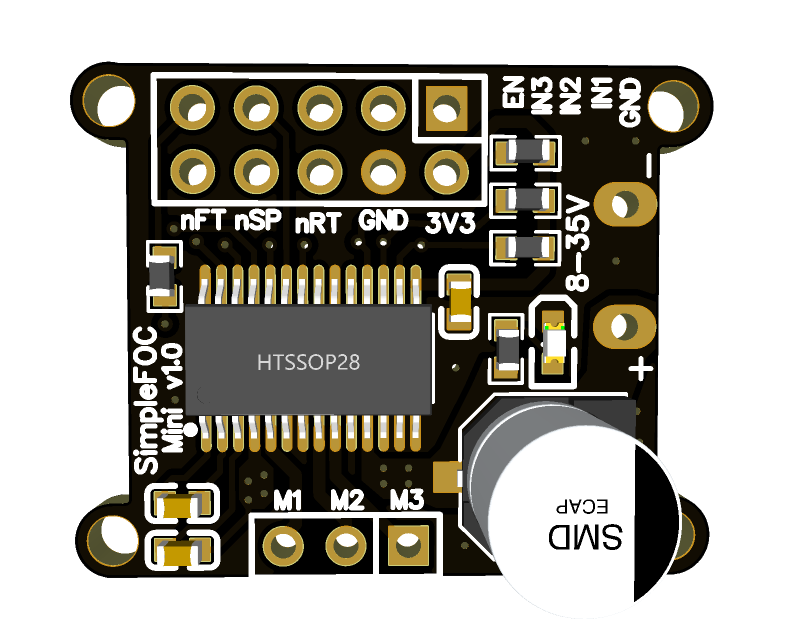 EN
IN3
IN2
IN1
GND
nFT nSP nRT GND 3V3
-
8-35V
+
HTSSOP28
SimpleFOC
Mini v1.0
M1 M2 M3
SMD
ECAP